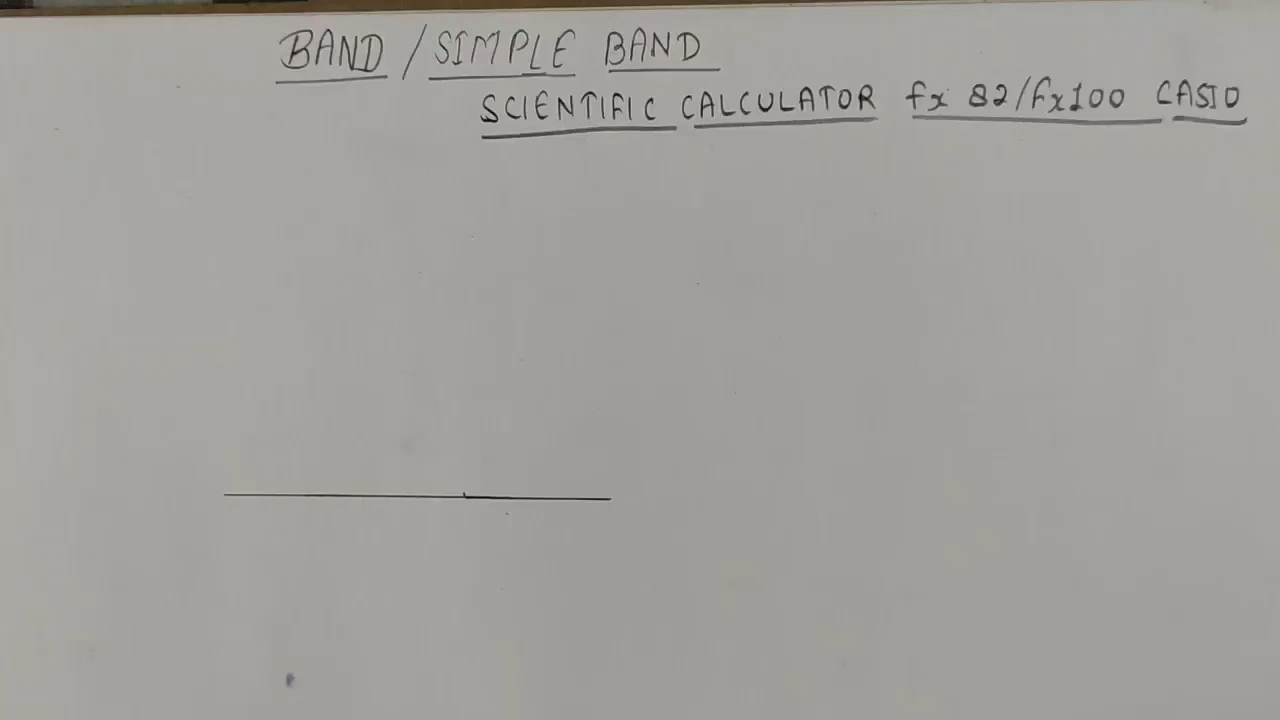 BAND / SIMPLE BAND
SCIENTIFIC CALCULATOR fx 82/fx100 CASIO